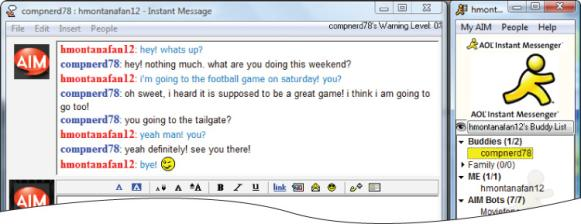 compnerd78 : hmontanafan12 - Instant Message
File Edit Insert People
compnerd78's Warning Level: 0%
hmontanafan12: hey! whats up?
compnerd78: hey! nothing much. what are you doing this weekend?
hmontanafan12: i'm going to the football game on saturday! you?
compnerd78: oh sweet, i heard it is supposed to be a great game! i think i am going
to go too!
compnerd78: you going to the tailgate?
hmontanafan12: yeah man! you?
compnerd78: yeah definitely! see you there!
hmontanafan12: bye!
AIM
AIM
A A A A A B I U link
hmont...
My AIM People Help
AOL Instant Messenger
AOL Instant Messenger
hmontanafan12's Buddy List
Buddies (1/2)
compnerd78
Family (0/0)
ME (1/1)
hmontanafan12
AIM Bots (7/7)